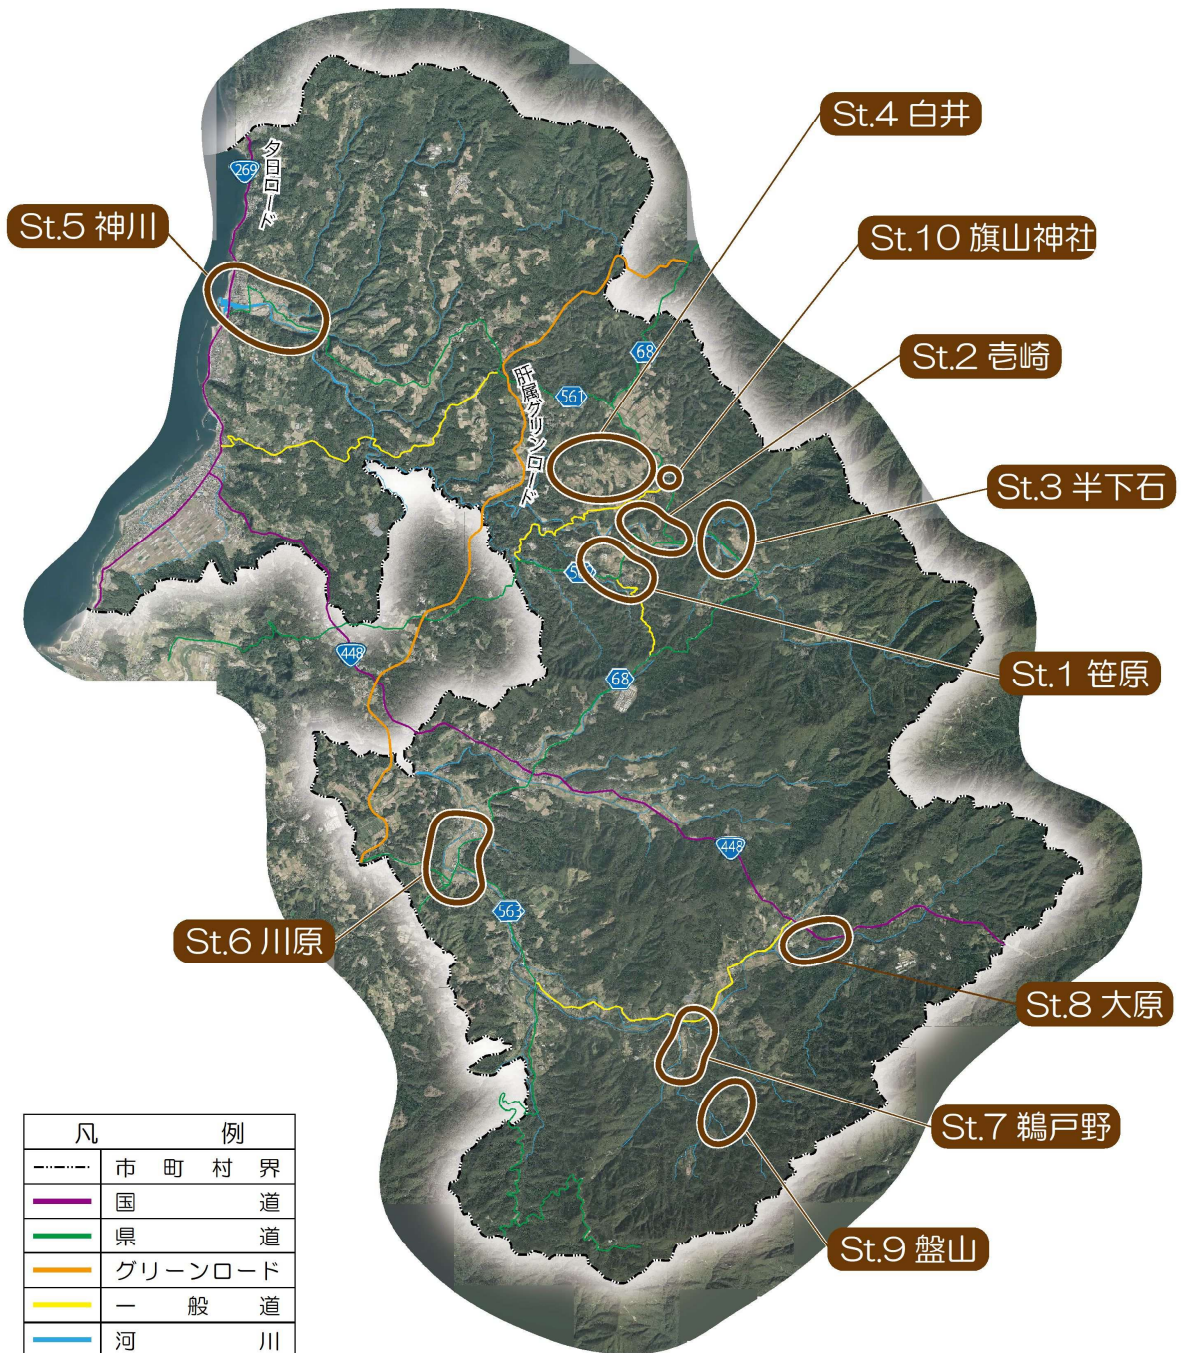 St.4 白井
夕日ロード
269
St.5 神川
St.10 旗山神社
68
St.2 壱崎
561
肝属グリンロード
St.3 半下石
St.1 笹原
448
68
448
St.6 川原
563
St.8 大原
St.7 鵜戸野
St.9 盤山
凡 例
市 町 村 界
国 道
県 道
グリーンロード
一 般 道
河 川